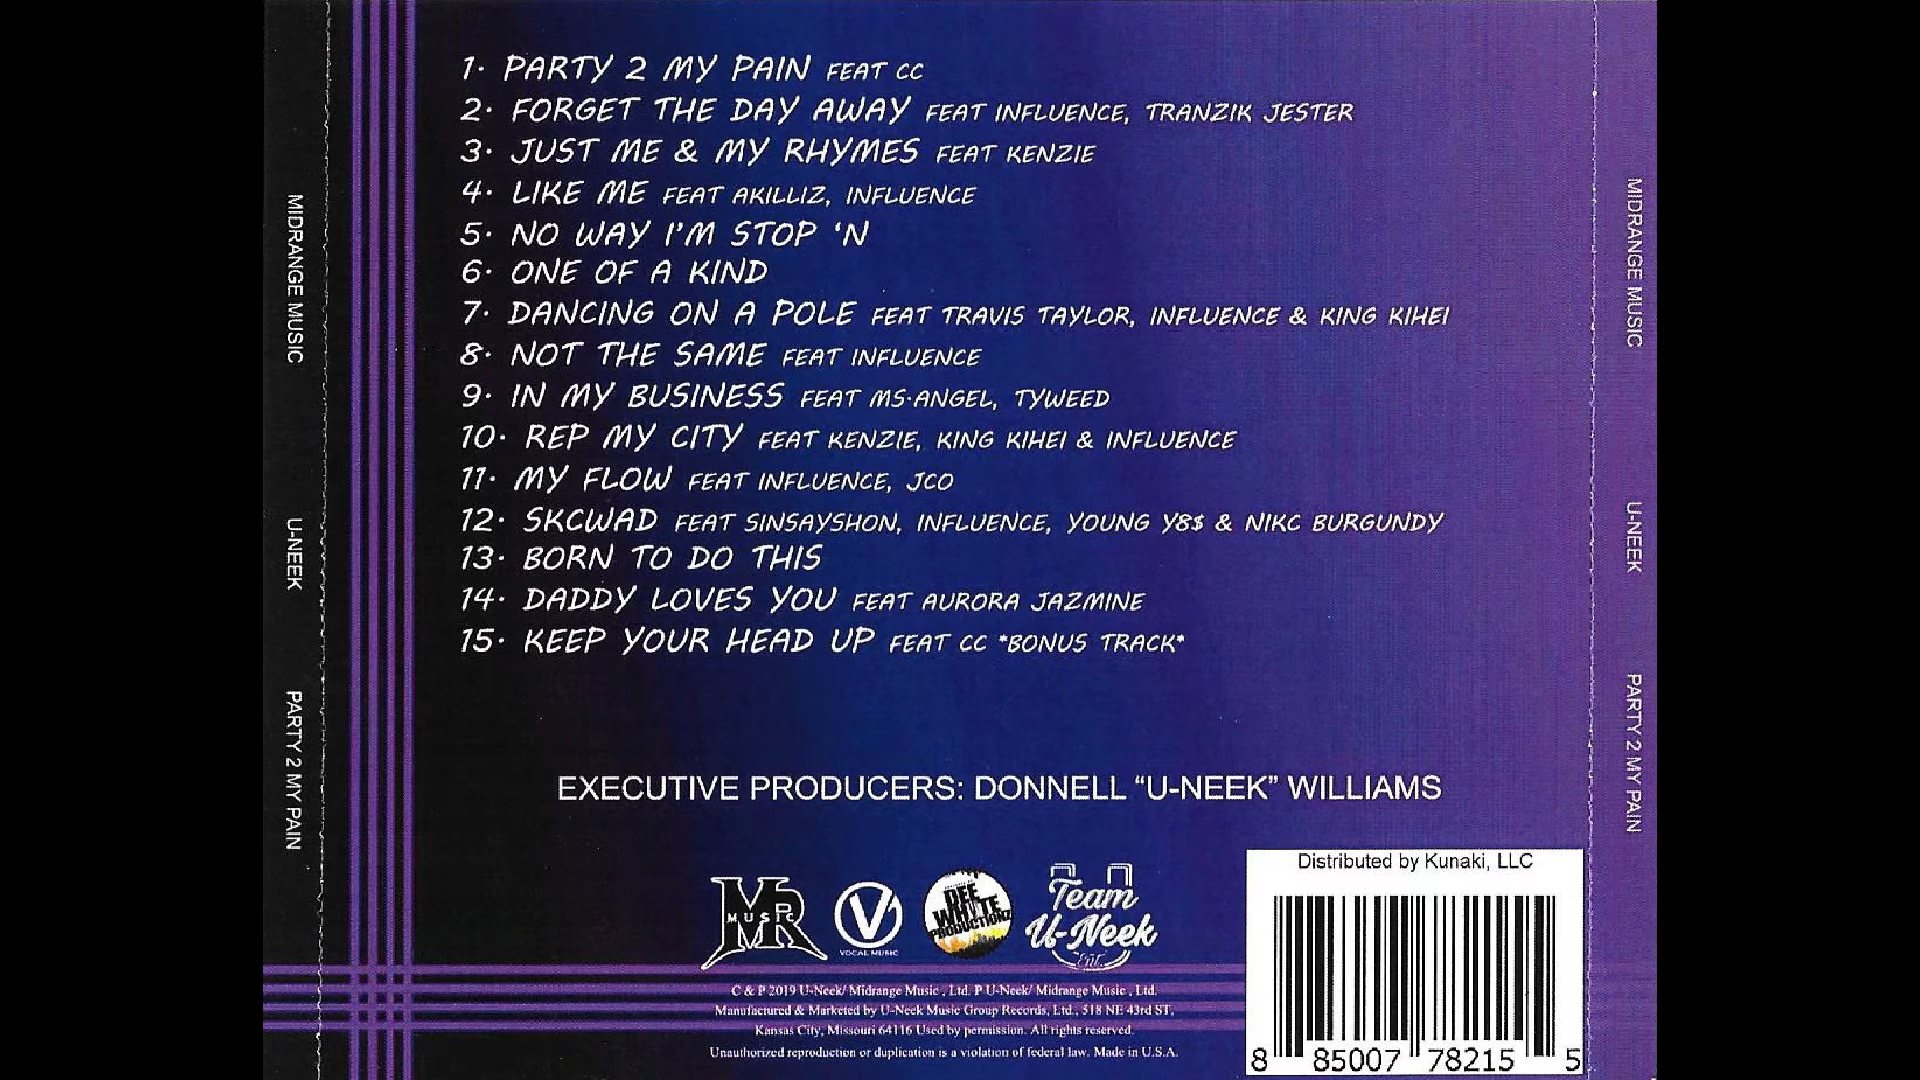 1. PARTY 2 MY PAIN FEAT CC
2. FORGET THE DAY AWAY FEAT INFLUENCE, TRANZIK JESTER
3. JUST ME & MY RHYMES FEAT KENZIE
4. LIKE ME FEAT AKILLIZ, INFLUENCE
5. NO WAY I'M STOP 'N
6. ONE OF A KIND
7. DANCING ON A POLE FEAT TRAVIS TAYLOR, INFLUENCE & KING KIHEI
8. NOT THE SAME FEAT INFLUENCE
9. IN MY BUSINESS FEAT MS.ANGEL, TYWEED
10. REP MY CITY FEAT KENZIE, KING KIHEI & INFLUENCE
11. MY FLOW FEAT INFLUENCE, JCO
12. SKCWAD FEAT SINSAYSHON, INFLUENCE, YOUNG Y8$ & NIKC BURGUNDY
13. BORN TO DO THIS
14. DADDY LOVES YOU FEAT AURORA JAZMINE
15. KEEP YOUR HEAD UP FEAT CC *BONUS TRACK*
MIDRANGE MUSIC U-NEEK PARTY 2 MY PAIN
MIDRANGE MUSIC U-NEEK PARTY 2 MY PAIN
EXECUTIVE PRODUCERS: DONNELL “U-NEEK” WILLIAMS
MR
MUSIC
MR
V
VOCAL MUSIC
DEE
WHYTE
PRODUCTIONZ
Team
U-Neek
Ent.
C & P 2019 U-Neek/ Midrange Music , Ltd. P U-Neek/ Midrange Music , Ltd.
Manufactured & Marketed by U-Neek Music Group Records, Ltd., 518 NE 43rd ST,
Kansas City, Missouri 64116 Used by permission. All rights reserved.
Unauthorized reproduction or duplication is a violation of federal law. Made in U.S.A.
Distributed by Kunaki, LLC
8 85007 78215 5